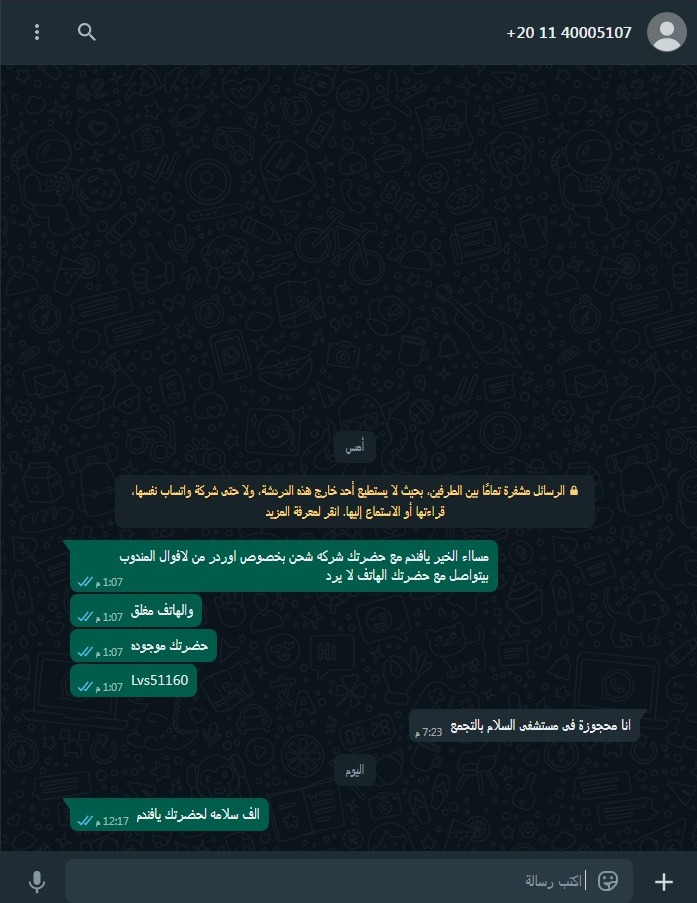 +20 11 40005107
أمس
الرسائل مشفرة تمامًا بين الطرفين، بحيث لا يستطيع أحد خارج هذه الدردشة، ولا حتى شركة واتساب نفسها،
قراءتها أو الاستماع إليها. انقر لمعرفة المزيد
مساء الخير يافندم مع حضرتك شركه شحن بخصوص اوردر من لافوال المندوب
بيتواصل مع حضرتك الهاتف لا يرد
1:07 م
والهاتف مغلق
1:07 م
حضرتك موجوده
1:07 م
Lvs51160
1:07 م
انا محجوزة فى مستشفى السلام بالتجمع
7:23 م
اليوم
الف سلامه لحضرتك يافندم
12:17 م
اكتب رسالة